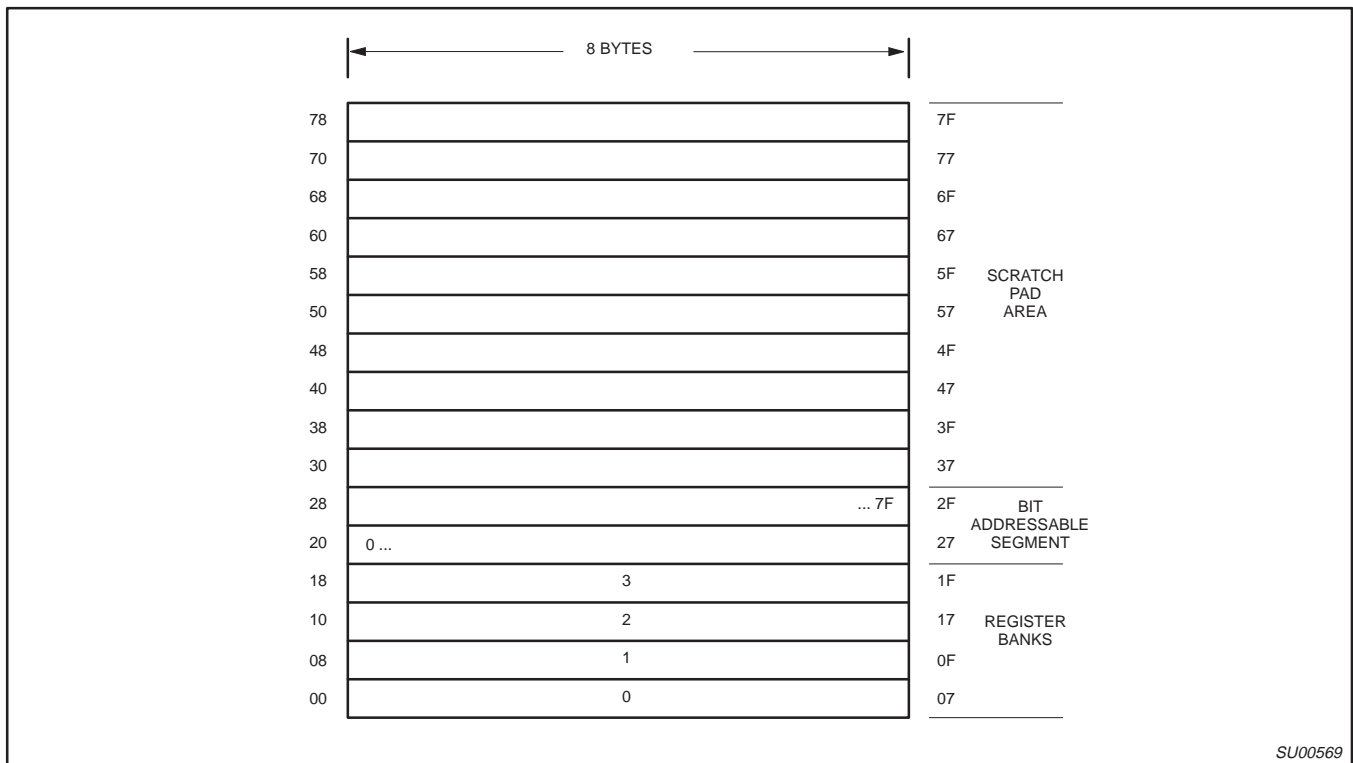 8 BYTES
78 7F
70 77
68 6F
60 67
58 5F SCRATCH
PAD
50 57 AREA
48 4F
40 47
38 3F
30 37
28 ... 7F 2F BIT
ADDRESSABLE
20 0 ... 27 SEGMENT
18 3 1F
10 2 17 REGISTER
BANKS
08 1 0F
00 0 07
SU00569